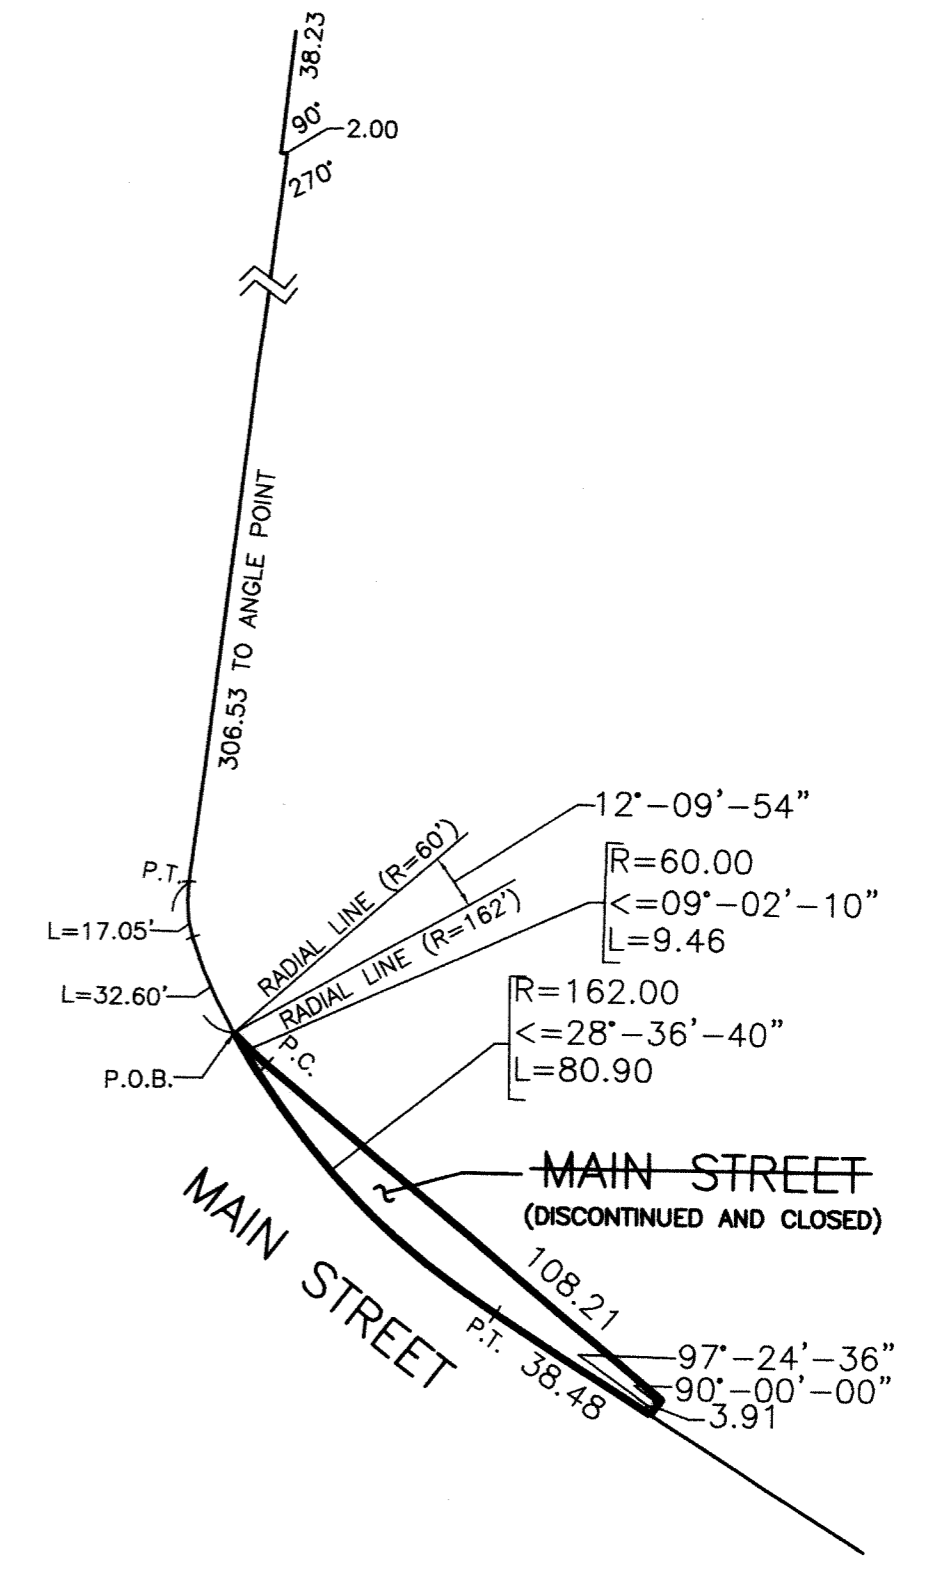 38.23
90°
2.00
270°
306.53 TO ANGLE POINT
12°-09'-54"
RADIAL LINE (R=60')
R=60.00
<=09°-02'-10"
L=9.46
P.T.
L=17.05'
RADIAL LINE (R=162')
L=32.60'
R=162.00
<=28°-36'-40"
L=80.90
P.C.
P.O.B.
MAIN STREET
(DISCONTINUED AND CLOSED)
MAIN STREET
108.21
P.T.
38.48
97°-24'-36"
90°-00'-00"
3.91